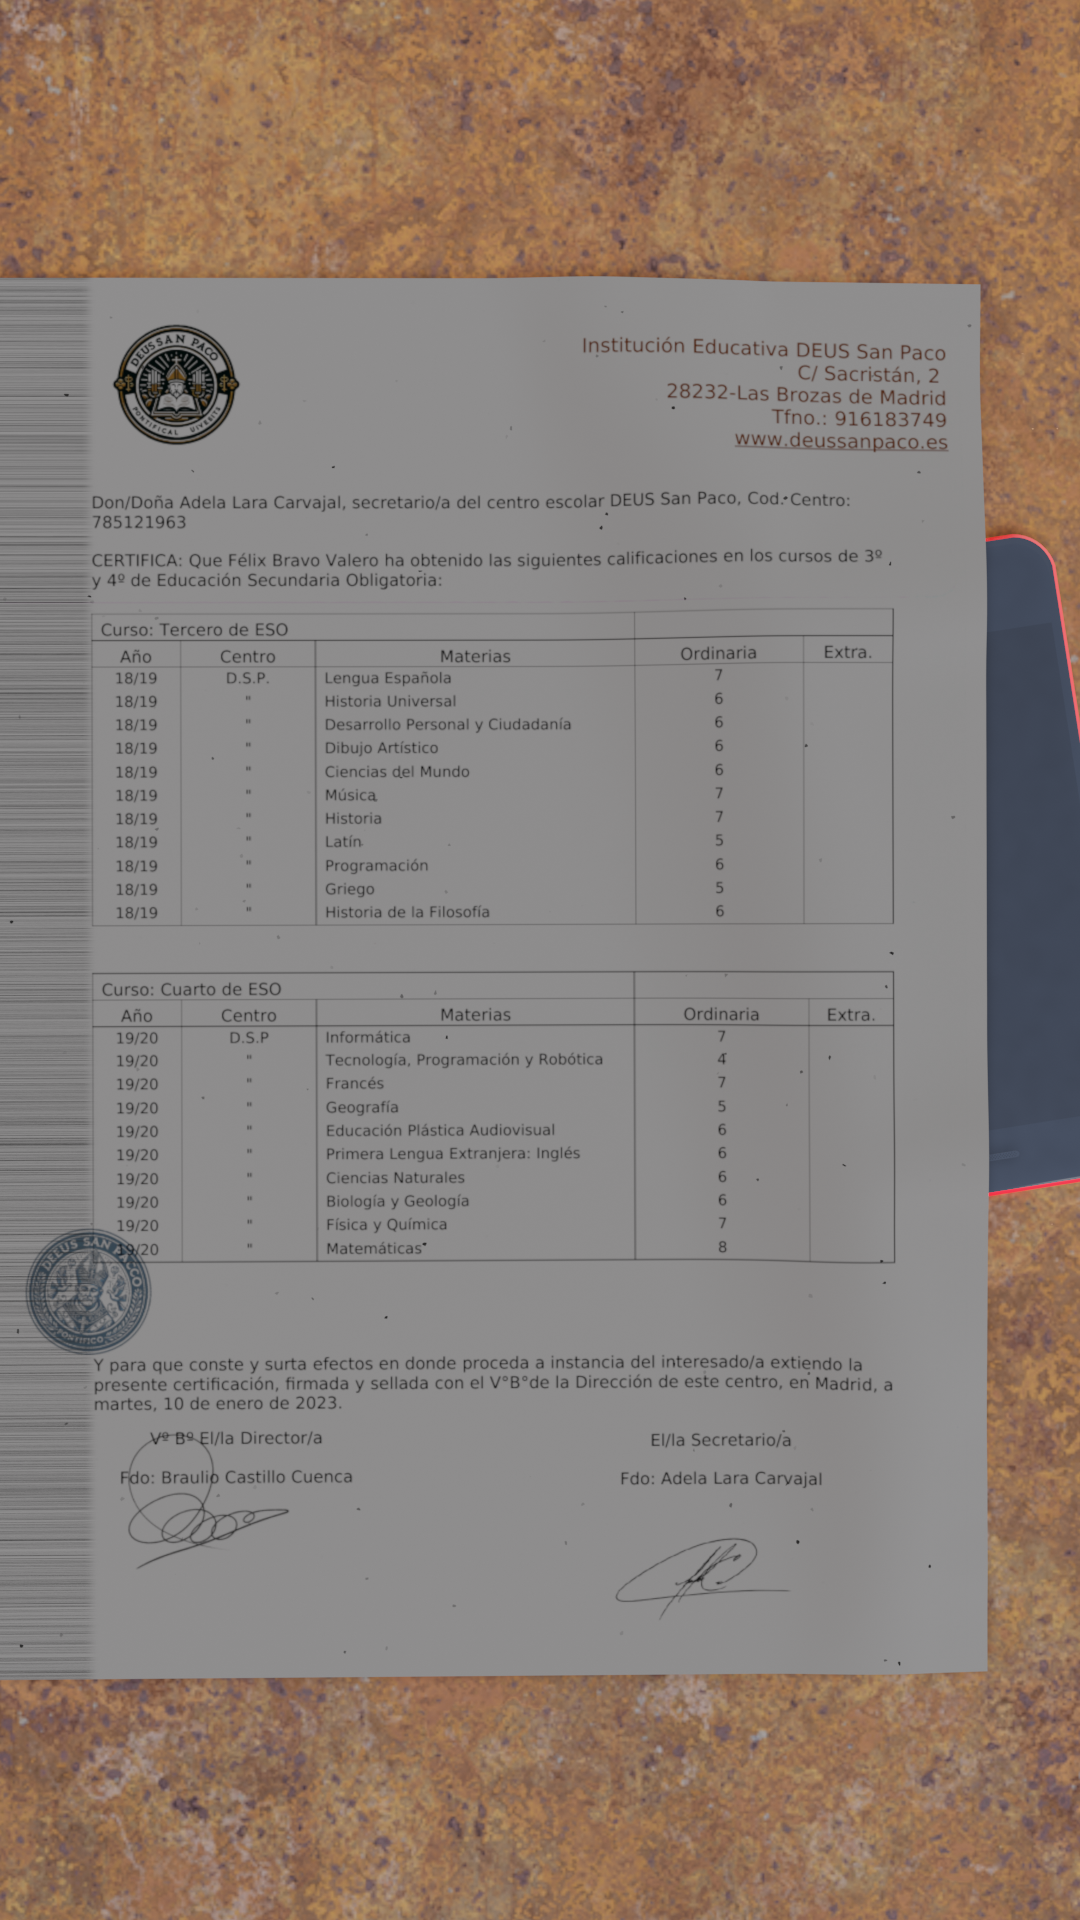 DEUS SAN PACO
PONTIFICAL UIVERITS
Institución Educativa DEUS San Paco
C/ Sacristán, 2
28232-Las Brozas de Madrid
Tfno.: 916183749
www.deussanpaco.es
Don/Doña Adela Lara Carvajal, secretario/a del centro escolar DEUS San Paco, Cod. Centro:
785121963
CERTIFICA: Que Félix Bravo Valero ha obtenido las siguientes calificaciones en los cursos de 3º
y 4º de Educación Secundaria Obligatoria:
Curso: Tercero de ESO
Año Centro Materias Ordinaria Extra.
18/19 D.S.P. Lengua Española 7
18/19 " Historia Universal 6
18/19 " Desarrollo Personal y Ciudadanía 6
18/19 " Dibujo Artístico 6
18/19 " Ciencias del Mundo 6
18/19 " Música 7
18/19 " Historia 7
18/19 " Latín 5
18/19 " Programación 6
18/19 " Griego 5
18/19 " Historia de la Filosofía 6
Curso: Cuarto de ESO
Año Centro Materias Ordinaria Extra.
19/20 D.S.P Informática 7
19/20 " Tecnología, Programación y Robótica 4
19/20 " Francés 7
19/20 " Geografía 5
19/20 " Educación Plástica Audiovisual 6
19/20 " Primera Lengua Extranjera: Inglés 6
19/20 " Ciencias Naturales 6
19/20 " Biología y Geología 6
19/20 " Física y Química 7
19/20 " Matemáticas 8
DEEUS SAN PACCO
PONTIFICO
Y para que conste y surta efectos en donde proceda a instancia del interesado/a extiendo la
presente certificación, firmada y sellada con el V°B°de la Dirección de este centro, en Madrid, a
martes, 10 de enero de 2023.
Vº Bº El/la Director/a El/la Secretario/a
Fdo: Braulio Castillo Cuenca Fdo: Adela Lara Carvajal